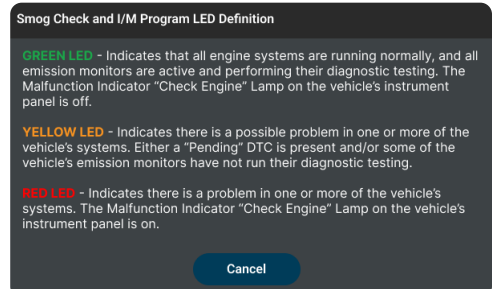 Smog Check and I/M Program LED Definition
GREEN LED - Indicates that all engine systems are running normally, and all
emission monitors are active and performing their diagnostic testing. The
Malfunction Indicator “Check Engine” Lamp on the vehicle’s instrument
panel is off.
YELLOW LED - Indicates there is a possible problem in one or more of the
vehicle’s systems. Either a “Pending” DTC is present and/or some of the
vehicle’s emission monitors have not run their diagnostic testing.
RED LED - Indicates there is a problem in one or more of the vehicle’s
systems. The Malfunction Indicator “Check Engine” Lamp on the vehicle’s
instrument panel is on.
Cancel